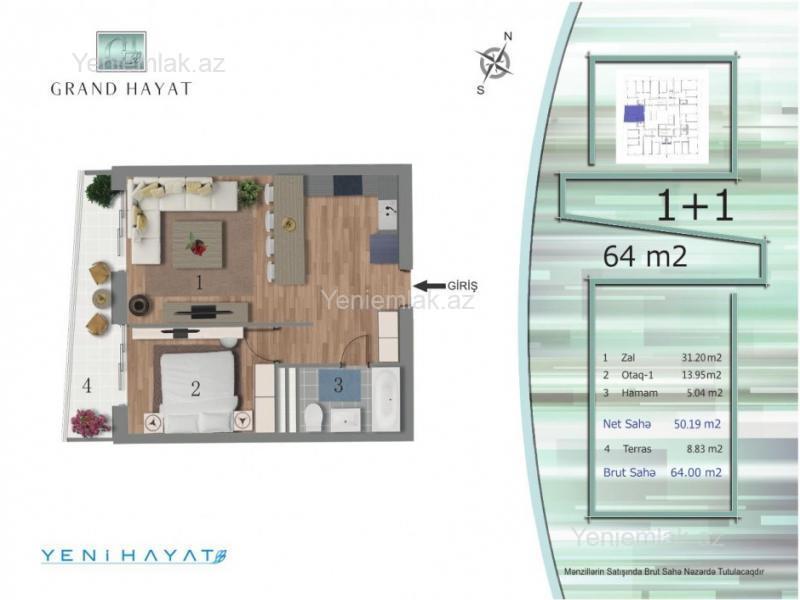 Yeniemlak.az
GRAND HAYAT
N
S
1+1
64 m2
1
GİRİŞ
Yeniemlak.az
2
3
4
1 Zal 31.20 m2
2 Otaq-1 13.95 m2
3 Hamam 5.04 m2
Net Sahə 50.19 m2
4 Terras 8.83 m2
Brut Sahə 64.00 m2
Yeniemlak.az
YENİ HAYAT
Mənzillərin Satışında Brut Sahə Nəzərdə Tutulacaqdır